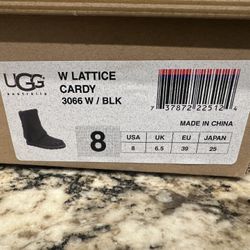 UGG
australia
W LATTICE
CARDY
3066 W / BLK
7 37872 22512 4
MADE IN CHINA
8
USA UK EU JAPAN
8 6.5 39 25